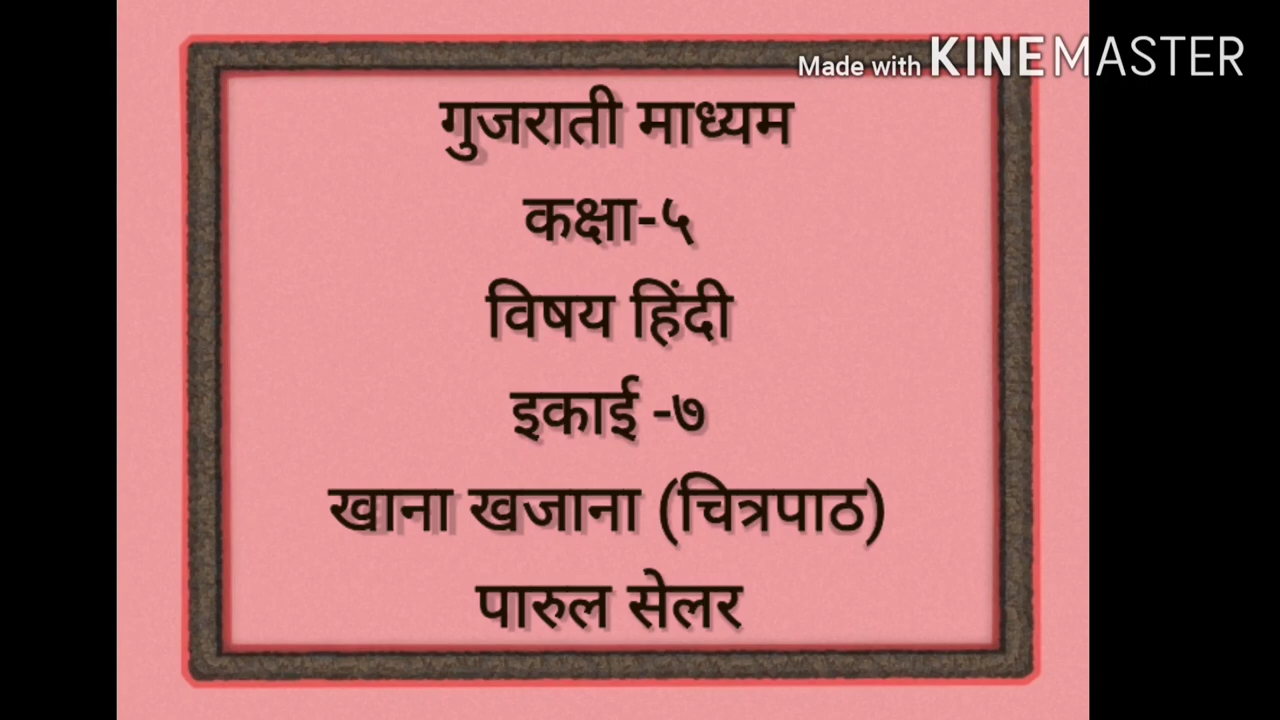 Made with KINEMASTER
गुजराती माध्यम
कक्षा-५
विषय हिंदी
इकाई -७
खाना खजाना (चित्रपाठ)
पारुल सेलर